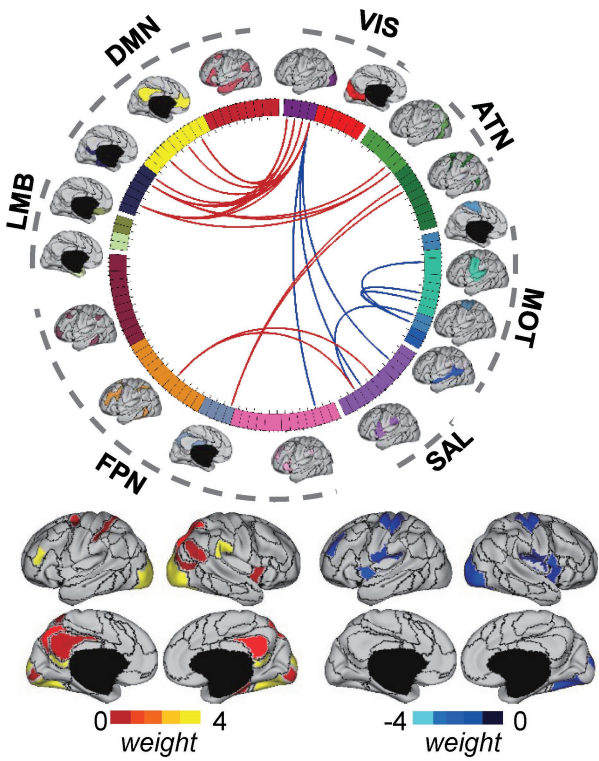 VIS
DMN
ATN
LMB
MOT
SAL
FPN
0 4
weight
-4 0
weight